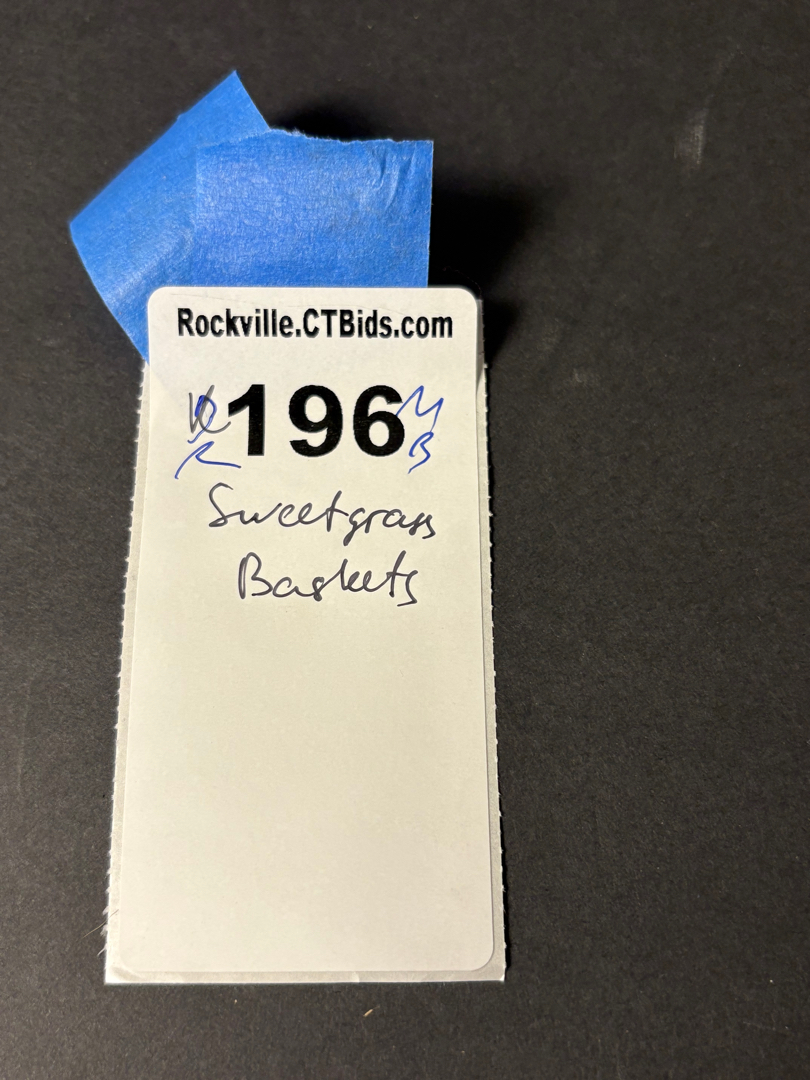 Rockville.CTBids.com
196 M
R B
Sweetgrass
Baskets